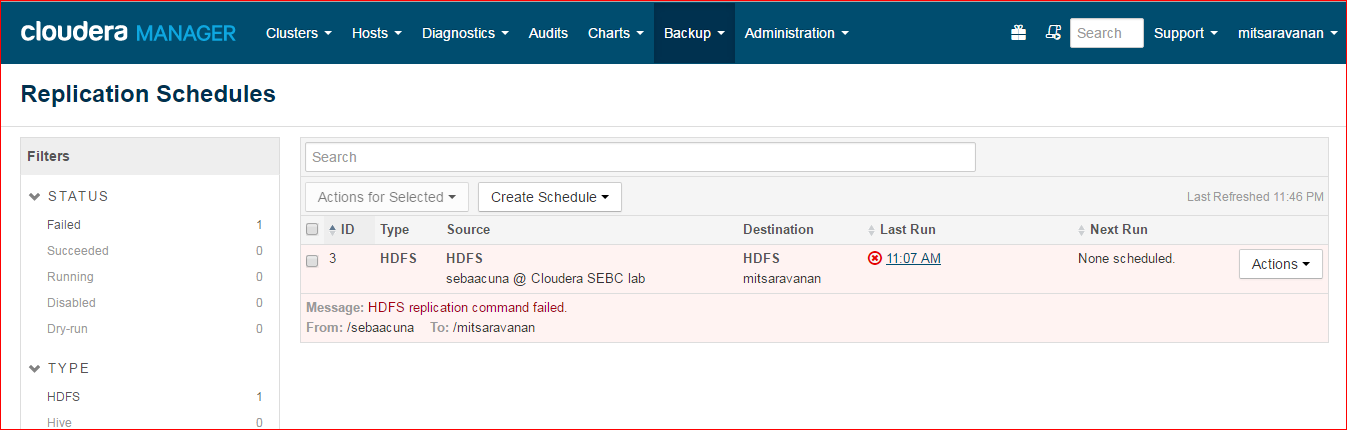 cloudera MANAGER Clusters Hosts Diagnostics Audits Charts Backup Administration Search Support mitsaravanan
Replication Schedules
Filters
STATUS
Failed 1
Succeeded 0
Running 0
Disabled 0
Dry-run 0
TYPE
HDFS 1
Hive 0
Search
Actions for Selected Create Schedule Last Refreshed 11:46 PM
ID Type Source Destination Last Run Next Run
3 HDFS HDFS HDFS 11:07 AM None scheduled. Actions
sebaacuna @ Cloudera SEBC lab mitsaravanan
Message: HDFS replication command failed.
From: /sebaacuna To: /mitsaravanan